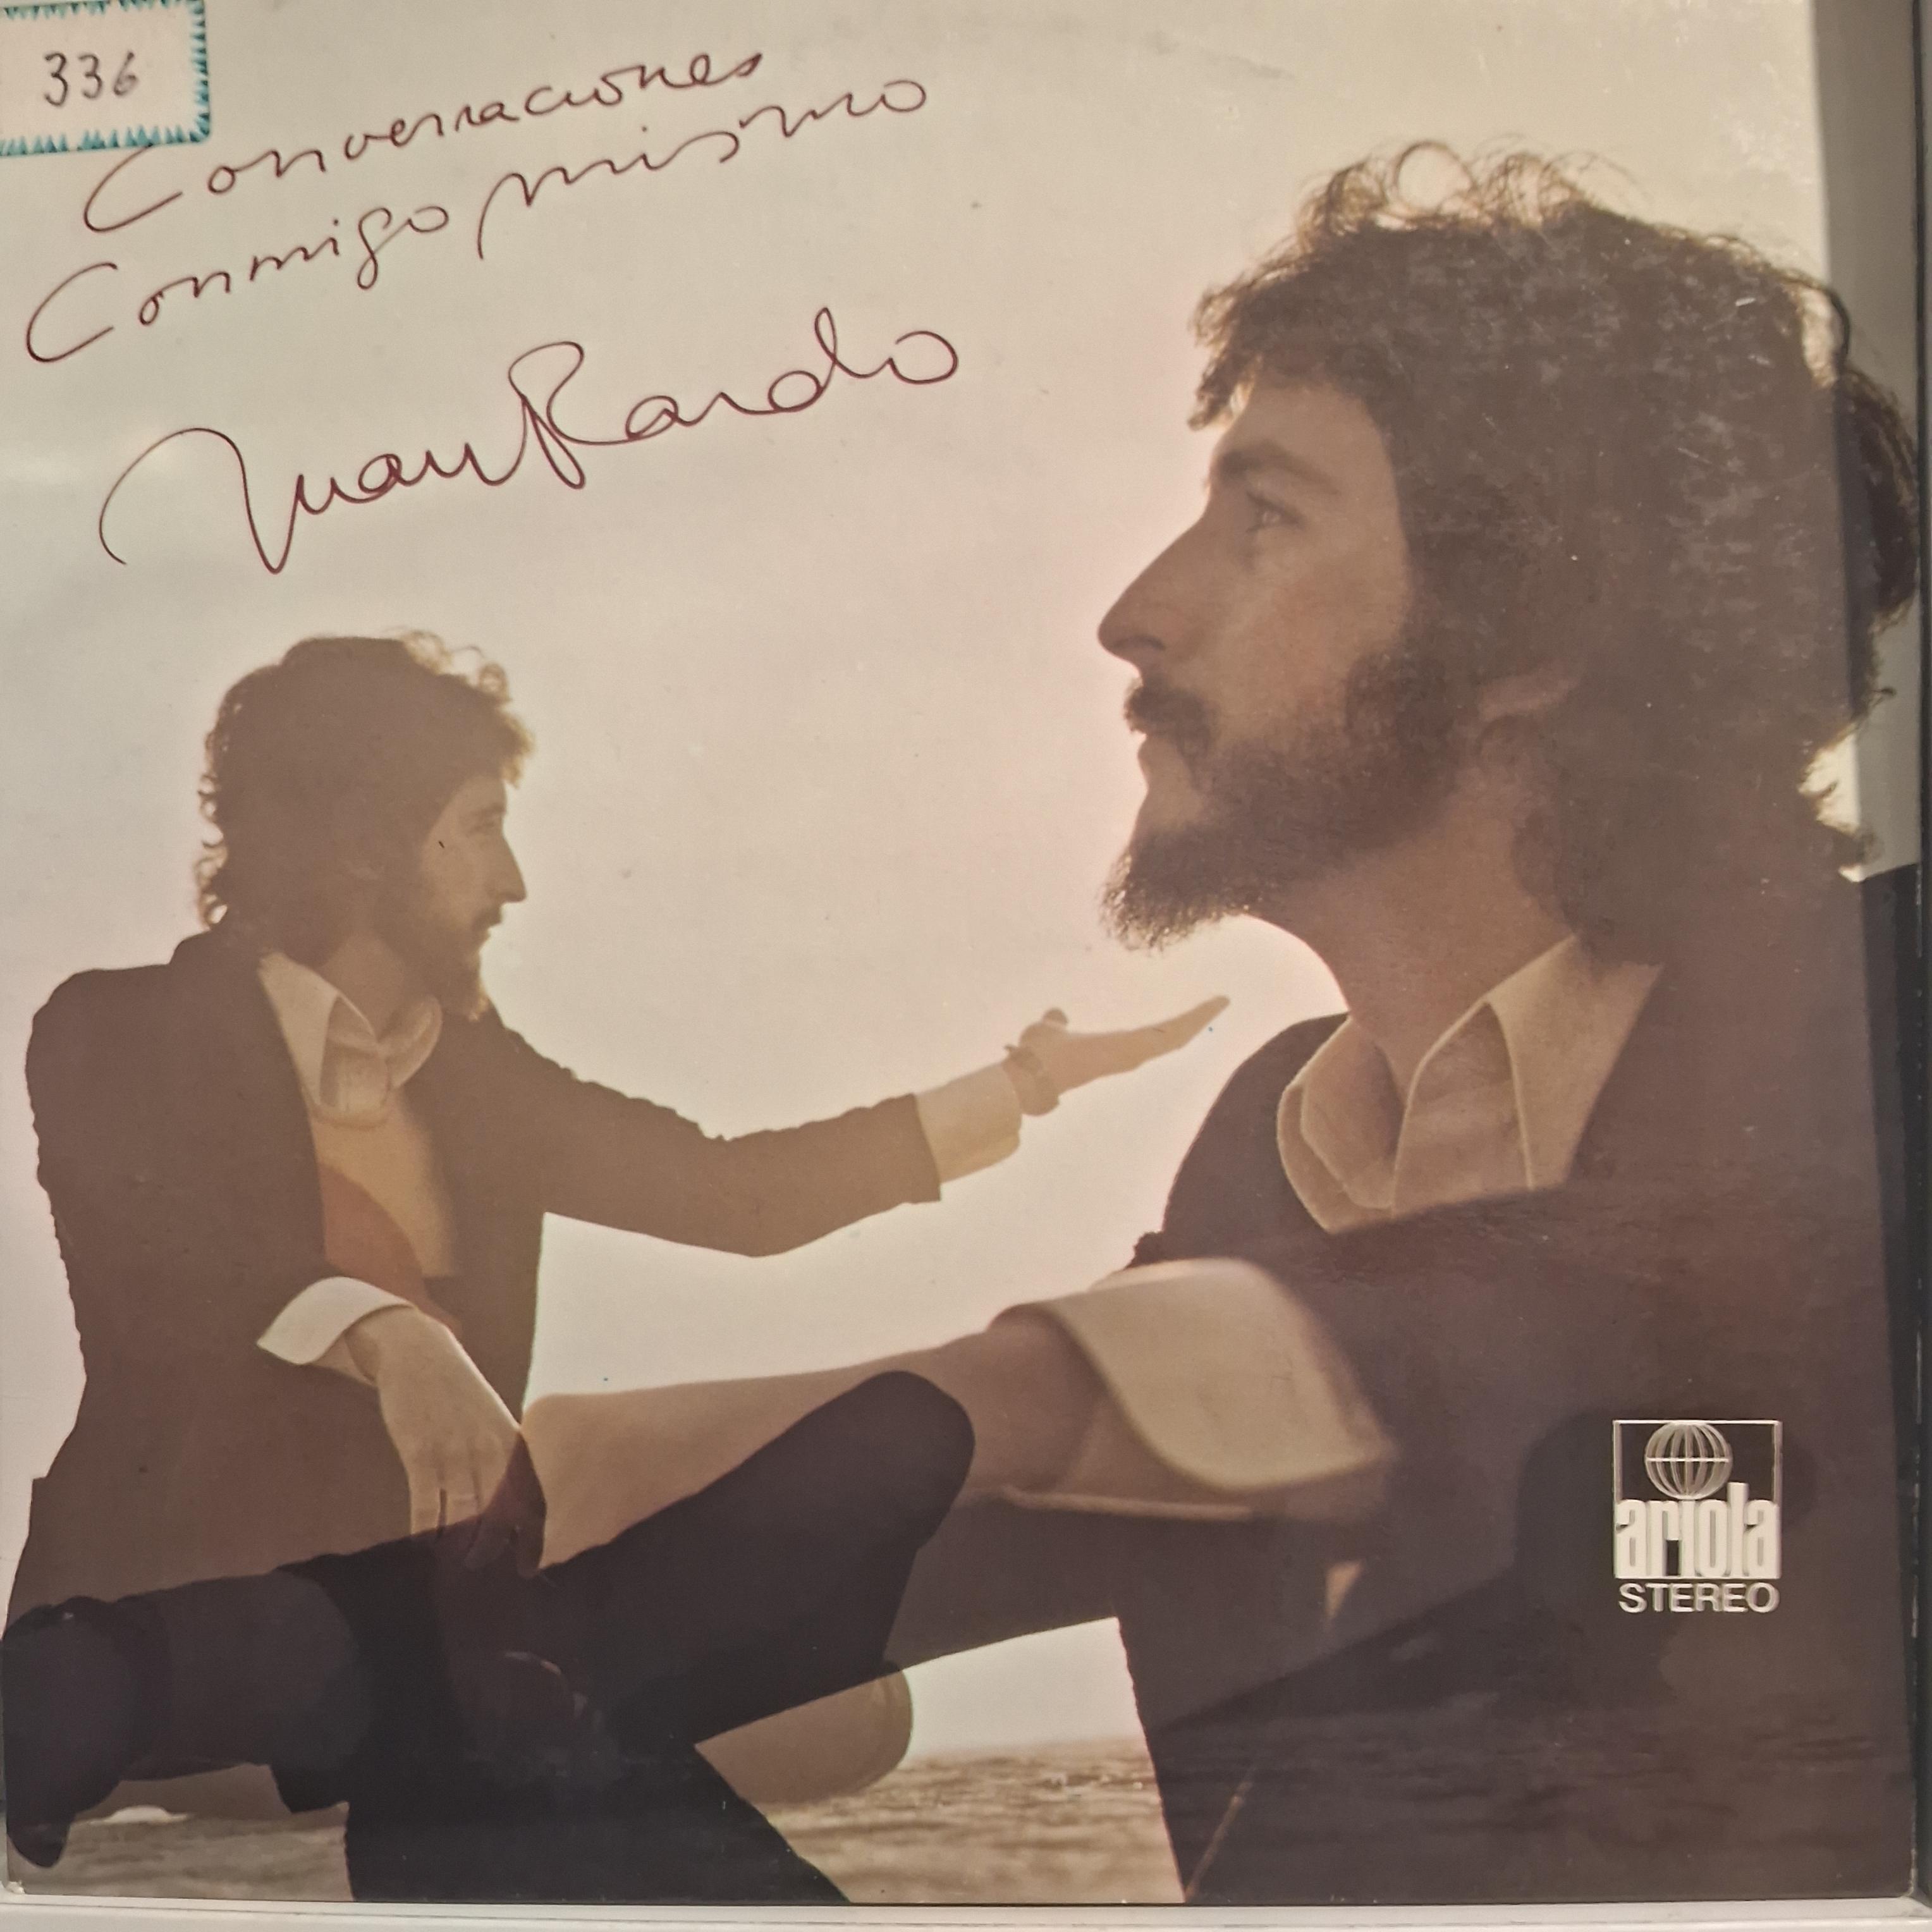 336
Conversaciones
Conmigo mismo
Juan Pardo
ariola
STEREO